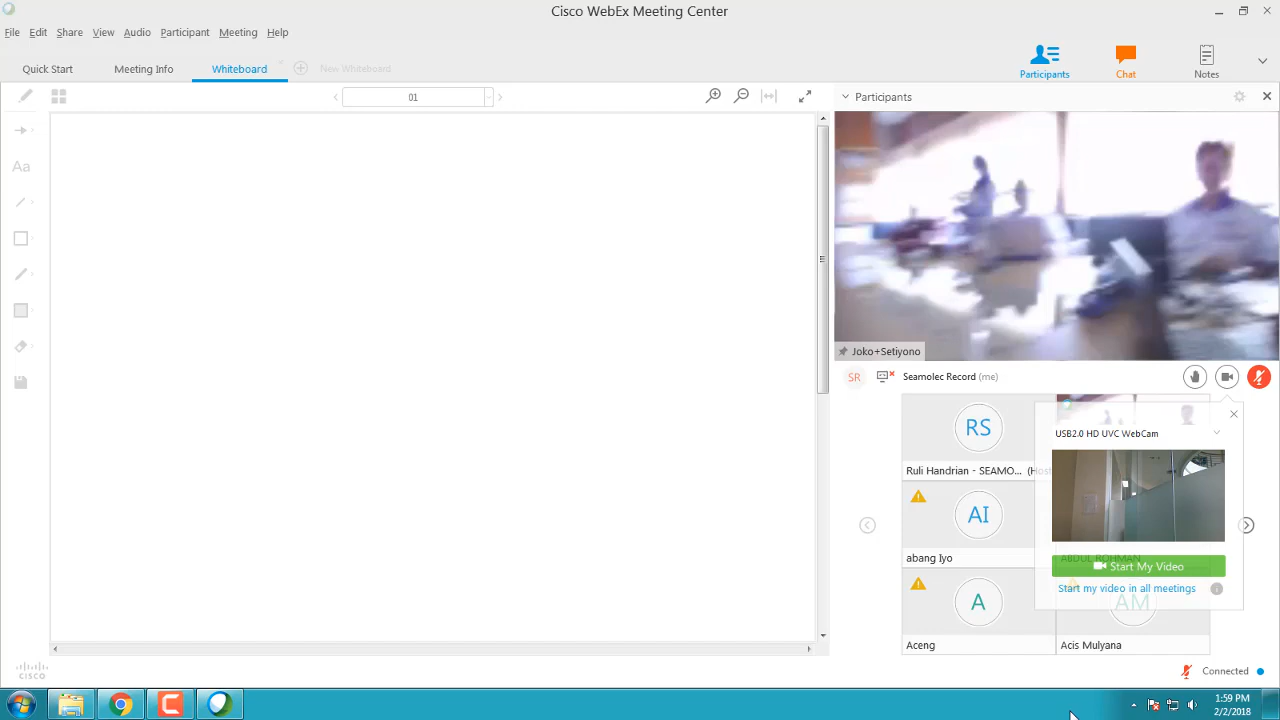 Cisco WebEx Meeting Center
File Edit Share View Audio Participant Meeting Help
Quick Start Meeting Info Whiteboard New Whiteboard
Participants Chat Notes
01
Participants
Aa
Joko+Setiyono
SR Seamolec Record (me)
RS
Ruli Handrian - SEAMO... (Host
USB2.0 HD UVC WebCam
AI
abang Iyo
ABDUL ROHMAN
Start My Video
Start my video in all meetings
A
AM
Aceng
Acis Mulyana
cisco
Connected
1:59 PM
2/2/2018